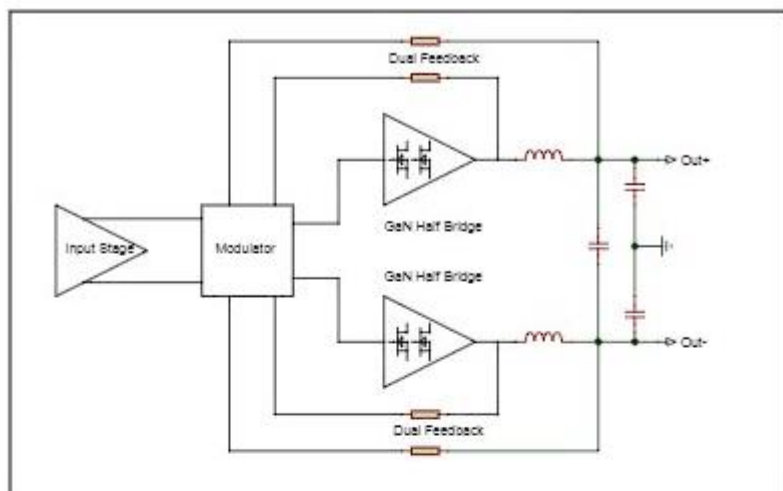 Dual Feedback
Out+
GaN Half Bridge
Input Stage
Modulator
GaN Half Bridge
Out-
Dual Feedback